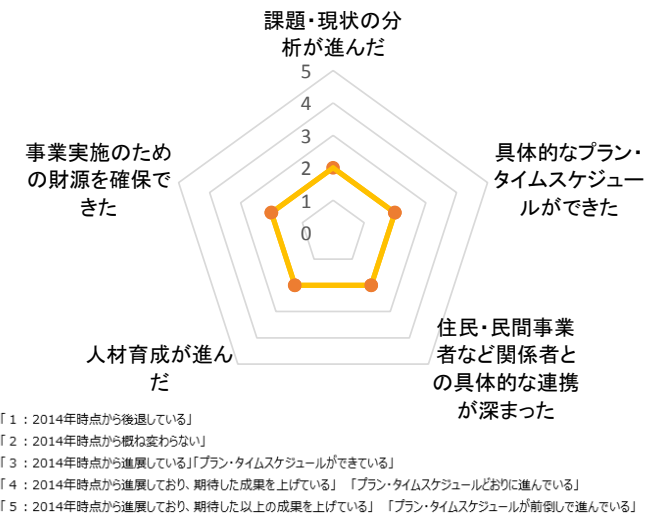 課題・現状の分
析が進んだ
5
4
3
2
1
0
事業実施のため
の財源を確保で
きた
具体的なプラン・
タイムスケジュー
ルができた
人材育成が進ん
だ
住民・民間事業
者など関係者と
の具体的な連携
が深まった
「1：2014年時点から後退している」
「2：2014年時点から概ね変わらない」
「3：2014年時点から進展している」「プラン・タイムスケジュールができている」
「4：2014年時点から進展しており、期待した成果を上げている」 「プラン・タイムスケジュールどおりに進んでいる」
「5：2014年時点から進展しており、期待した以上の成果を上げている」 「プラン・タイムスケジュールが前倒しで進んでいる」